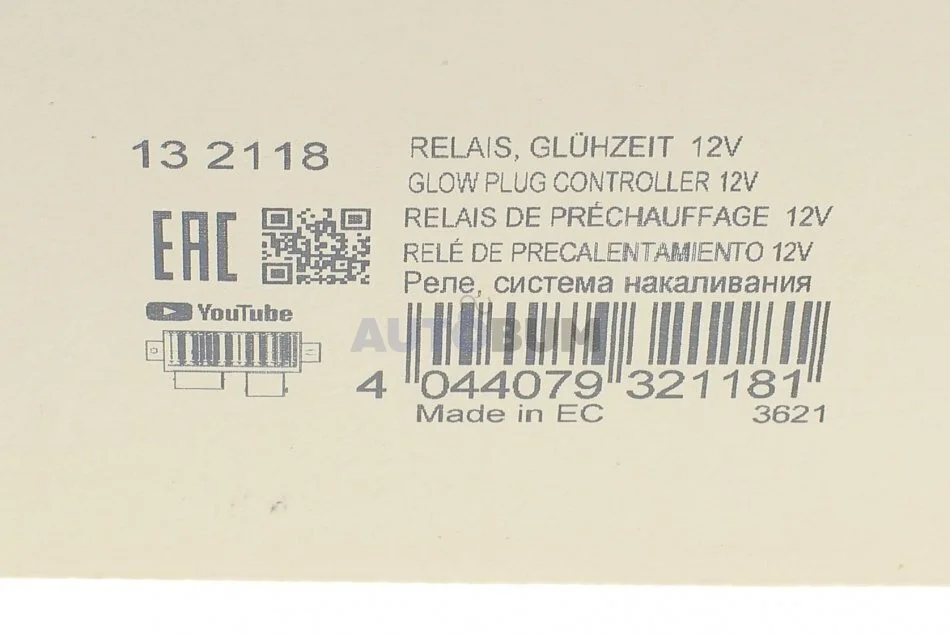 13 2118
RELAIS, GLÜHZEIT 12V
GLOW PLUG CONTROLLER 12V
RELAIS DE PRÉCHAUFFAGE 12V
RELÉ DE PRECALENTAMIENTO 12V
Реле, система накаливания
EAC
YouTube
AUTOBUM
4 044079 321181
Made in EC
3621